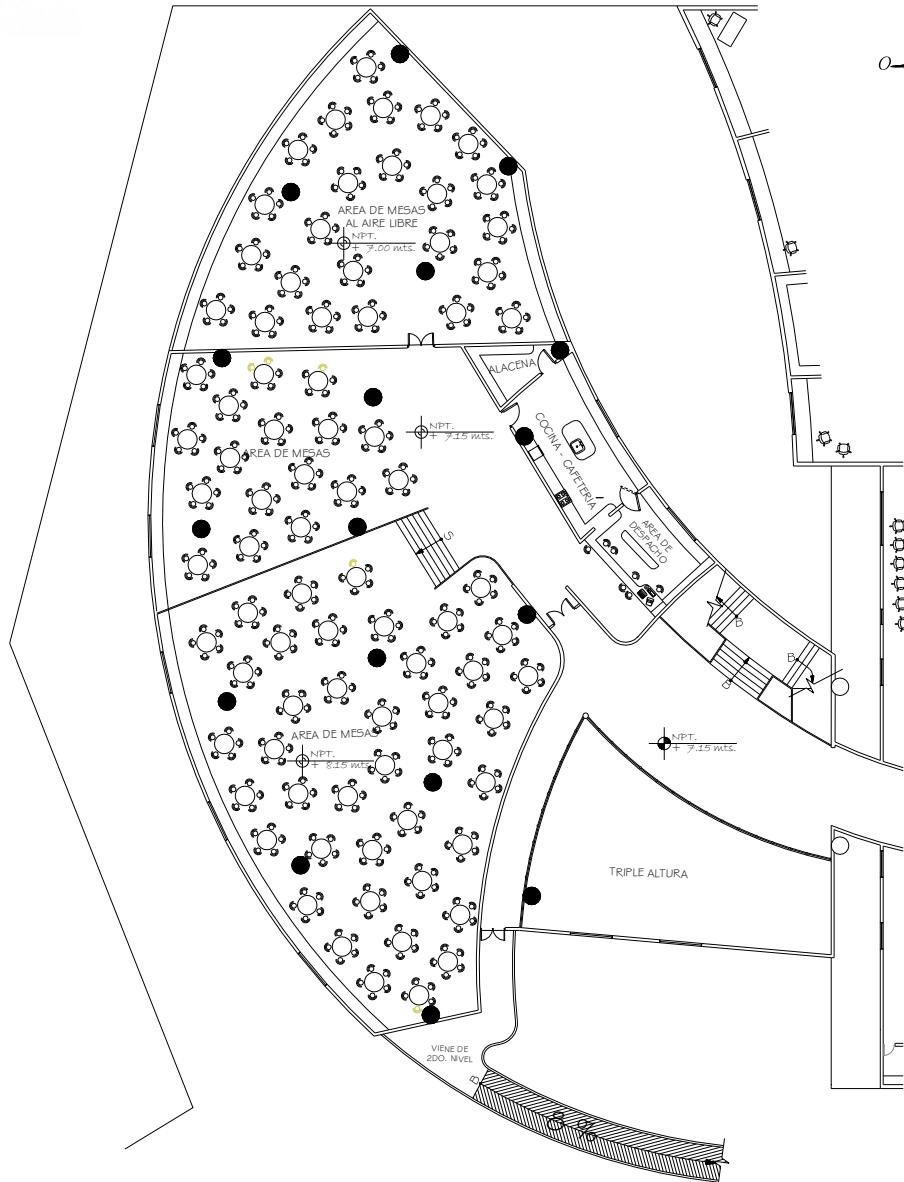 O
AREA DE MESAS
AL AIRE LIBRE
NPT.
+ 7.00 mts.
ALACENA
NPT.
+ 7.15 mts.
COCINA - CAFETERIA
AREA DE MESAS
AREA DE
DESPACHO
S
B
B
B
AREA DE MESAS
NPT.
+ 8.15 mts.
NPT.
+ 7.15 mts.
TRIPLE ALTURA
VIENE DE
2DO. NIVEL
B
8 %